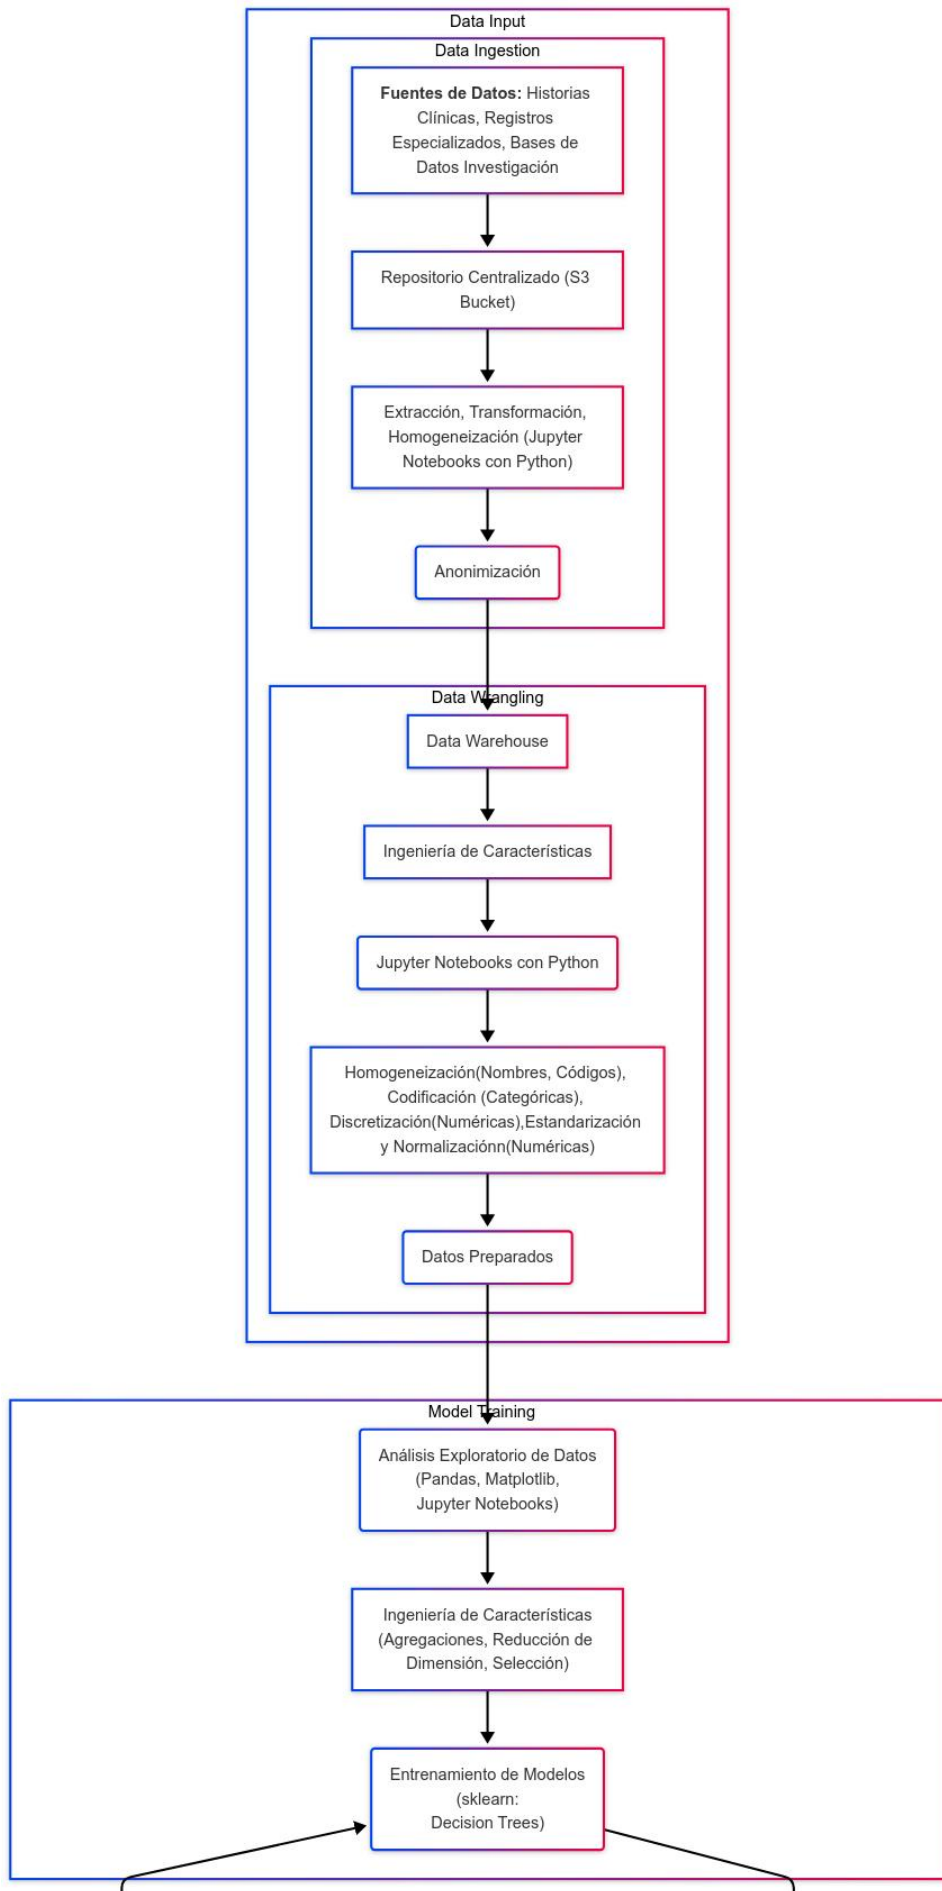 Data Input
Data Ingestion
Fuentes de Datos: Historias
Clínicas, Registros
Especializados, Bases de
Datos Investigación
Repositorio Centralizado (S3
Bucket)
Extracción, Transformación,
Homogeneización (Jupyter
Notebooks con Python)
Anonimización
Data Wrangling
Data Warehouse
Ingeniería de Características
Jupyter Notebooks con Python
Homogeneización(Nombres, Códigos),
Codificación (Categóricas),
Discretización(Numéricas),Estandarización
y Normalizaciónn(Numéricas)
Datos Preparados
Model Training
Análisis Exploratorio de Datos
(Pandas, Matplotlib,
Jupyter Notebooks)
Ingeniería de Características
(Agregaciones, Reducción de
Dimensión, Selección)
Entrenamiento de Modelos
(sklearn:
Decision Trees)